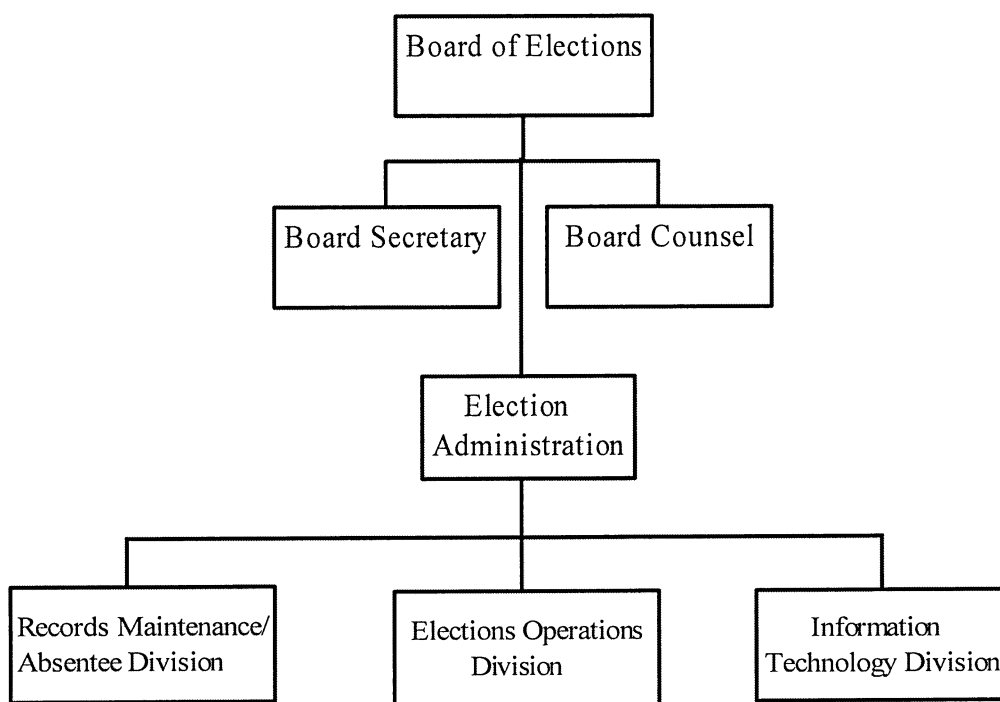 Board of Elections
Board Secretary
Board Counsel
Election
Administration
Records Maintenance/
Absentee Division
Elections Operations
Division
Information
Technology Division